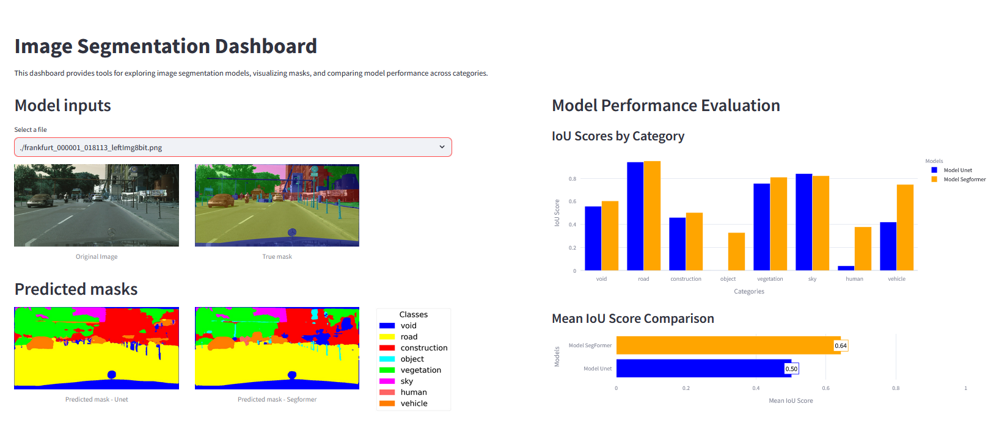 Image Segmentation Dashboard
This dashboard provides tools for exploring image segmentation models, visualizing masks, and comparing model performance across categories.
Model inputs
Select a file
./frankfurt_000001_018113_leftImg8bit.png
Original Image
True mask
Predicted masks
Predicted mask - Unet
Predicted mask - Segformer
Classes
void
road
construction
object
vegetation
sky
human
vehicle
Model Performance Evaluation
IoU Scores by Category
Models
Model Unet
Model Segformer
IoU Score
0.8
0.6
0.4
0.2
0
void road construction object vegetation sky human vehicle
Categories
Mean IoU Score Comparison
Models
Model SegFormer
0.64
Model Unet
0.50
0 0.2 0.4 0.6 0.8 1
Mean IoU Score